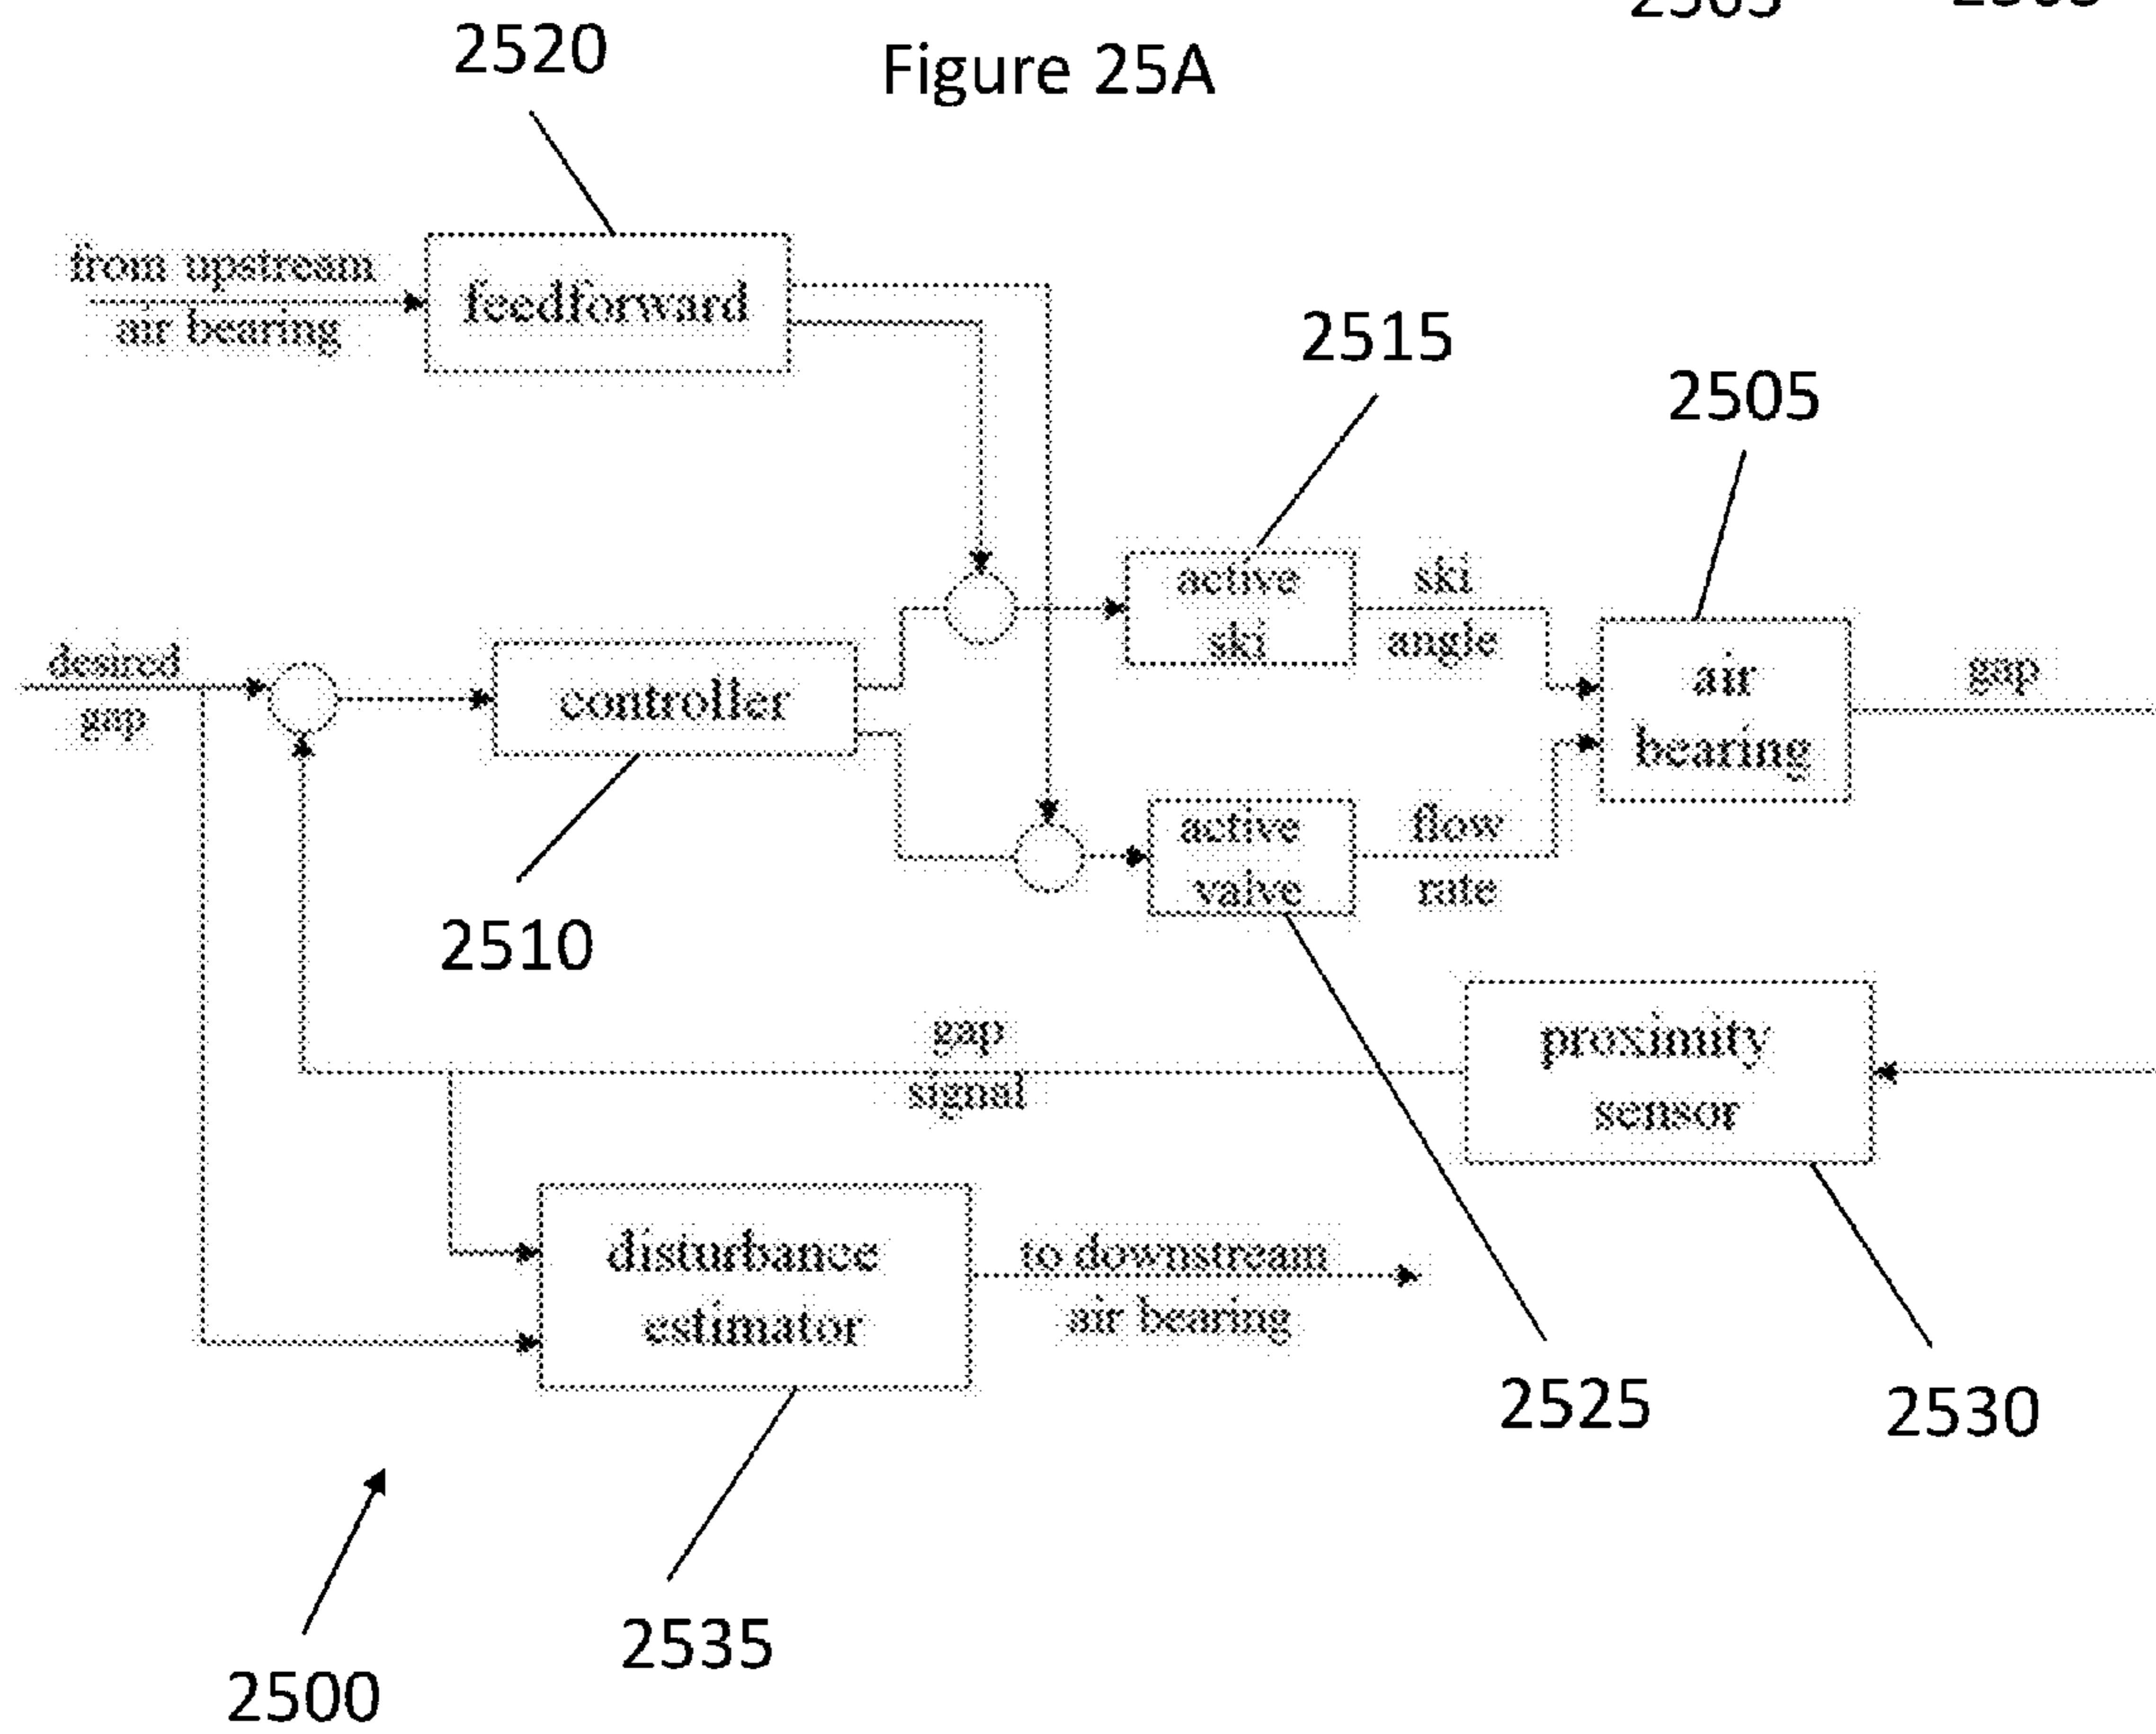 2520
Figure 25A
from upstream
air bearing
feedforward
2515
2505
active
ski
ski
angle
air
bearing
gap
desired
gap
controller
active
valve
flow
rate
2510
gap
signal
proximity
sensor
disturbance
estimator
to downstream
air bearing
2525
2530
2535
2500